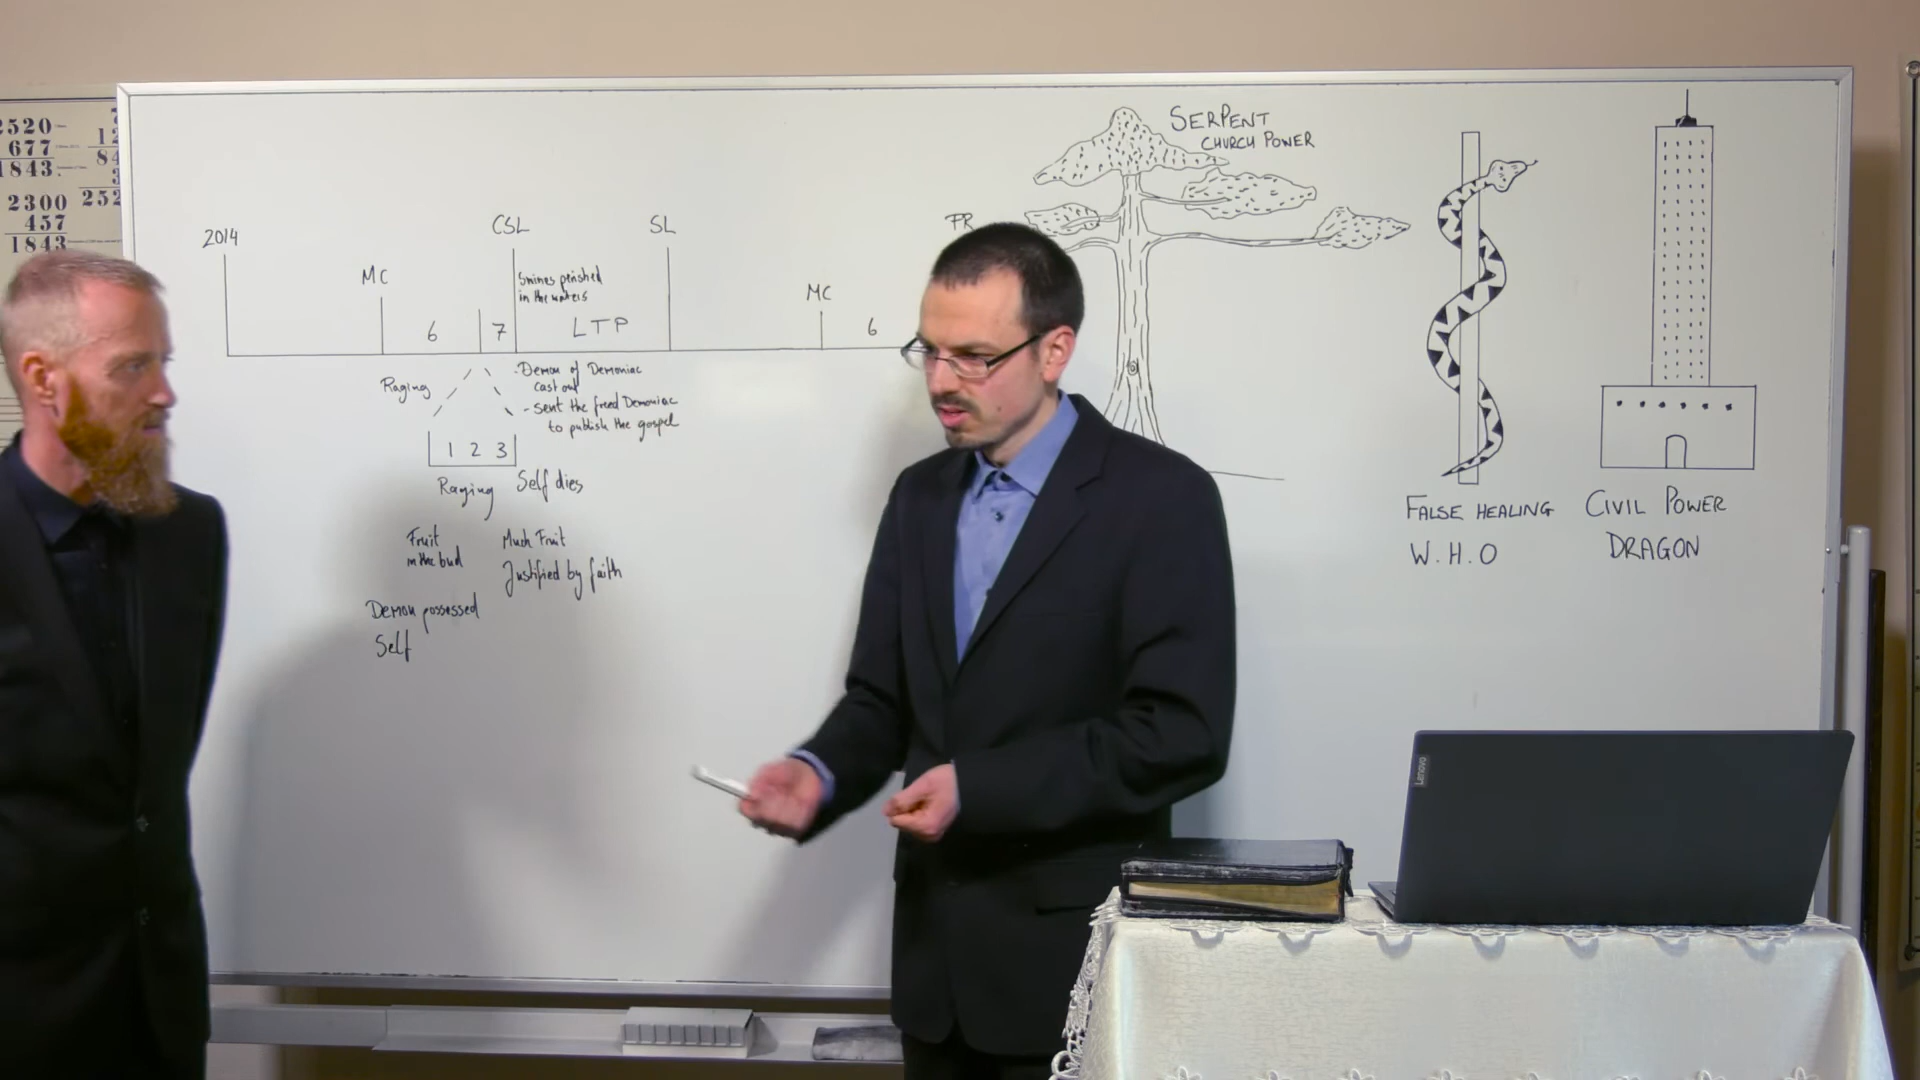 2520
677
1843
2300
457
1843
252
2014
MC
6
7
CSL
Swines perished
in the waters
LTP
SL
MC
6
PR
SERPENT
CHURCH POWER
Raging
- Demon of Demoniac
cast out
- sent the freed Demoniac
to publish the gospel
1 2 3
Raging
Self dies
Fruit
in the bud
Much Fruit
Justified by faith
Demon possessed
Self
FALSE HEALING
W.H.O
CIVIL POWER
DRAGON
Lenovo